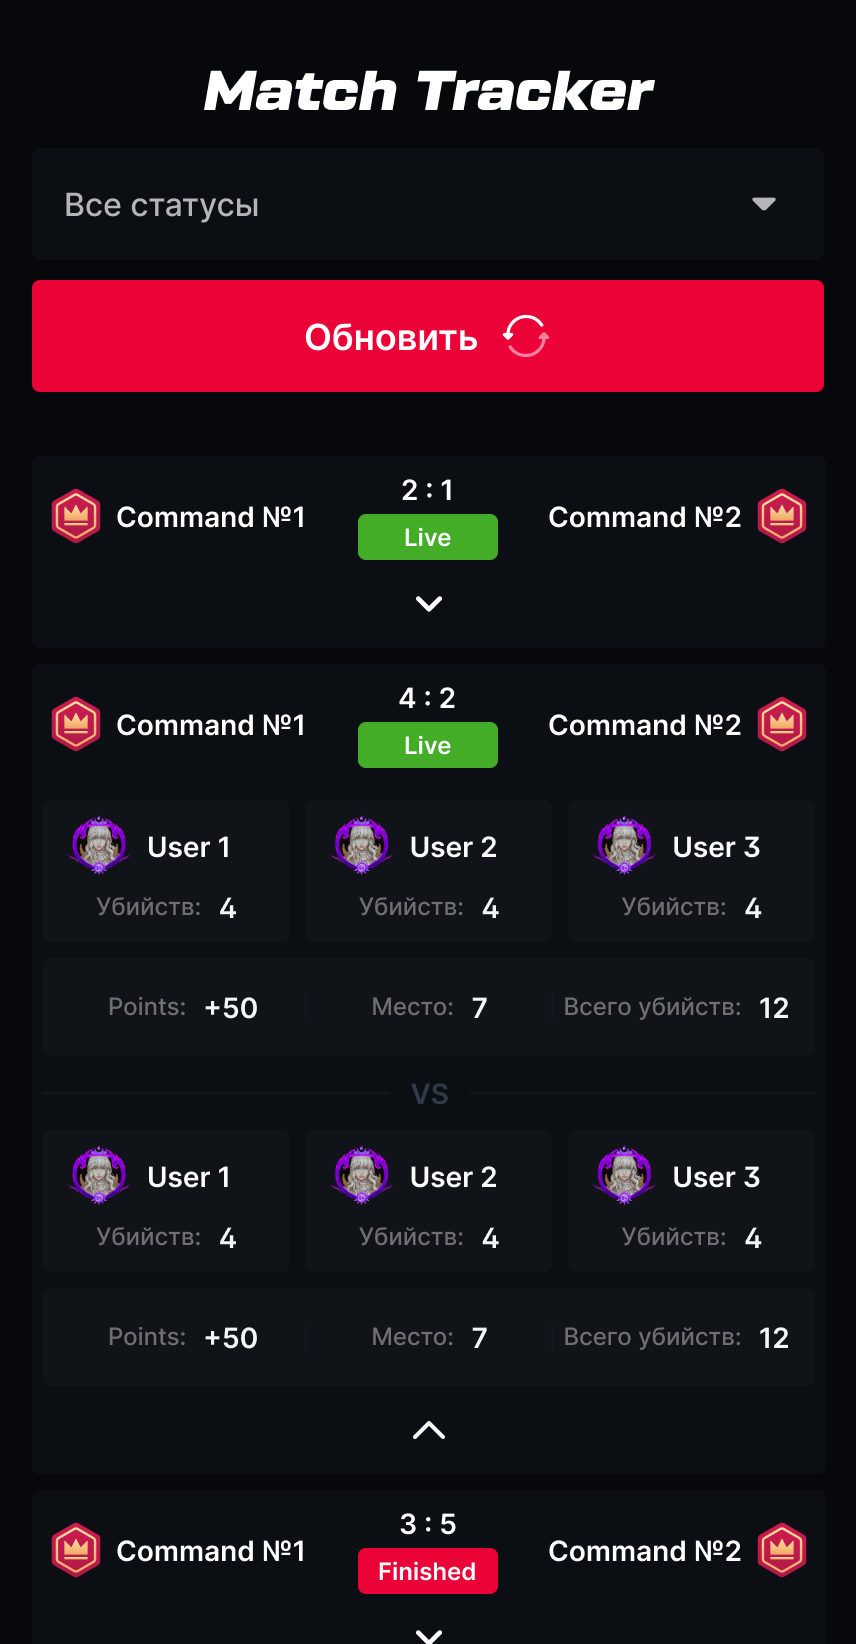 Match Tracker
Все статусы
Обновить
2 : 1
Command №1
Command №2
Live
4 : 2
Command №1
Command №2
Live
User 1 User 2 User 3
Убийств: 4 Убийств: 4 Убийств: 4
Points: +50 Место: 7 Всего убийств: 12
VS
User 1 User 2 User 3
Убийств: 4 Убийств: 4 Убийств: 4
Points: +50 Место: 7 Всего убийств: 12
3 : 5
Command №1
Command №2
Finished